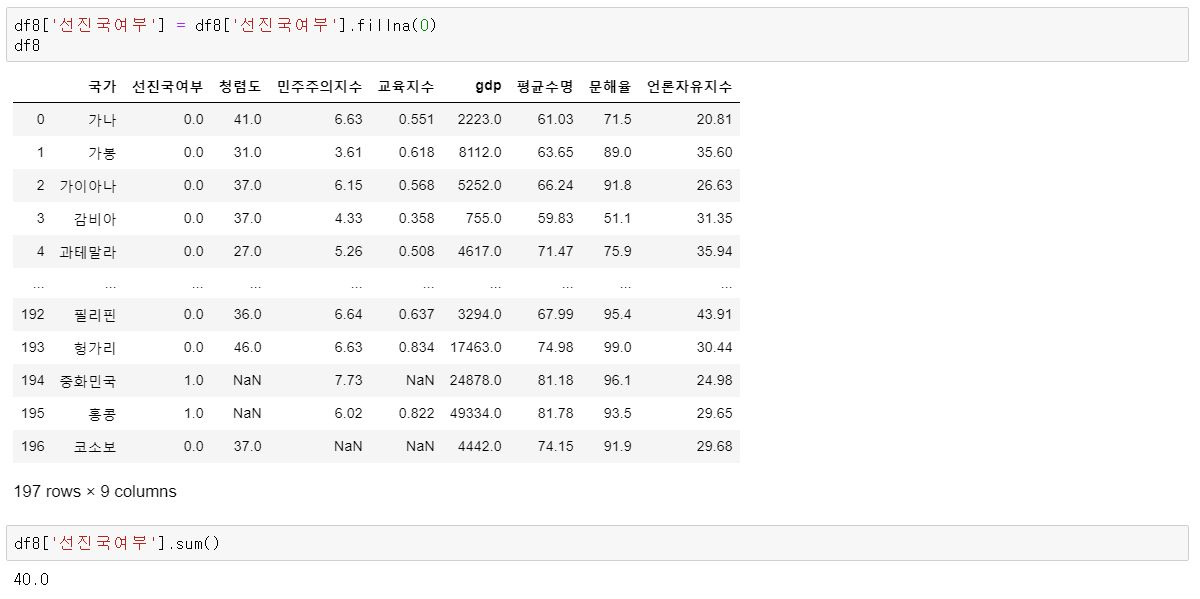 df8['선진국여부'] = df8['선진국여부'].fillna(0)
df8
국가 선진국여부 청렴도 민주주의지수 교육지수 gdp 평균수명 문해율 언론자유지수
0 가나 0.0 41.0 6.63 0.551 2223.0 61.03 71.5 20.81
1 가봉 0.0 31.0 3.61 0.618 8112.0 63.65 89.0 35.60
2 가이아나 0.0 37.0 6.15 0.568 5252.0 66.24 91.8 26.63
3 감비아 0.0 37.0 4.33 0.358 755.0 59.83 51.1 31.35
4 과테말라 0.0 27.0 5.26 0.508 4617.0 71.47 75.9 35.94
... ... ... ... ... ... ... ... ... ...
192 필리핀 0.0 36.0 6.64 0.637 3294.0 67.99 95.4 43.91
193 헝가리 0.0 46.0 6.63 0.834 17463.0 74.98 99.0 30.44
194 중화민국 1.0 NaN 7.73 NaN 24878.0 81.18 96.1 24.98
195 홍콩 1.0 NaN 6.02 0.822 49334.0 81.78 93.5 29.65
196 코소보 0.0 37.0 NaN NaN 4442.0 74.15 91.9 29.68
197 rows × 9 columns
df8['선진국여부'].sum()
40.0